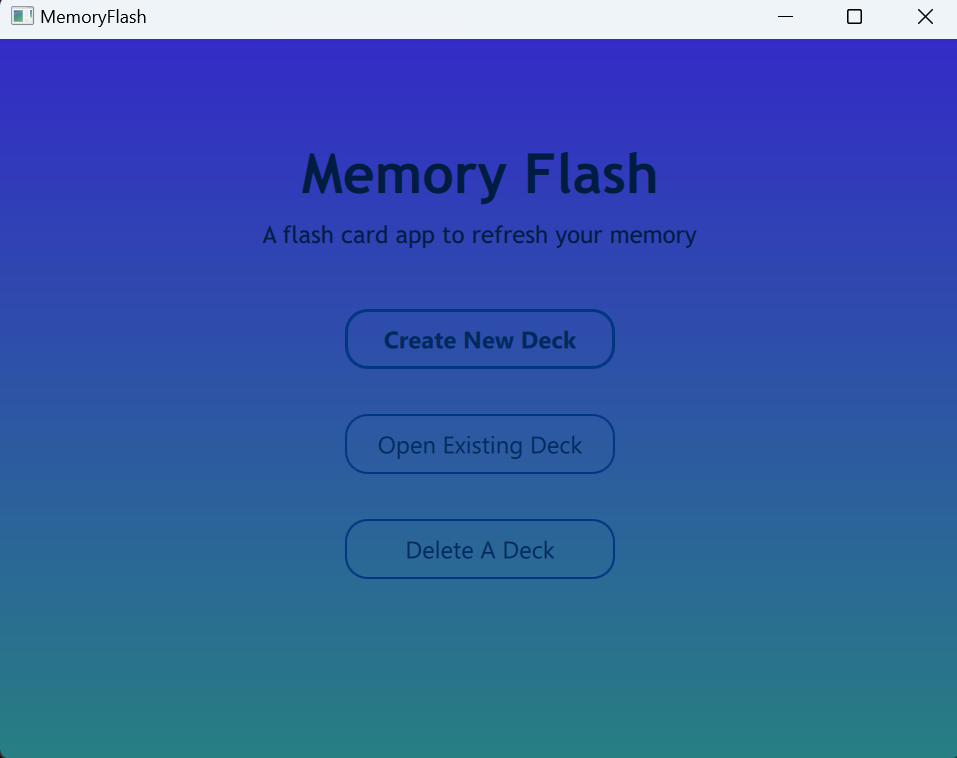 MemoryFlash
Memory Flash
A flash card app to refresh your memory
Create New Deck
Open Existing Deck
Delete A Deck